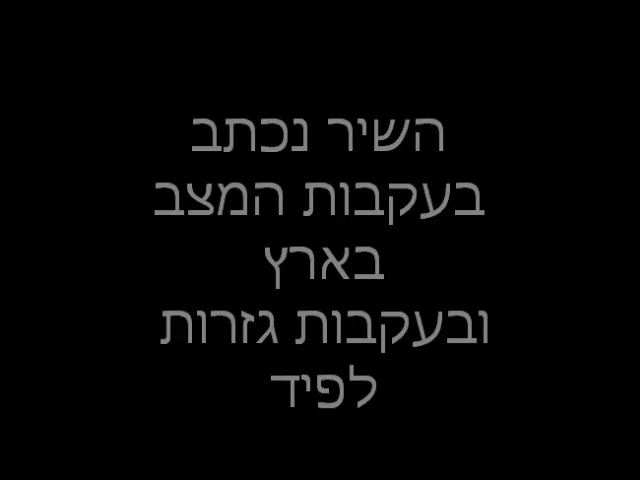 השיר נכתב
בעקבות המצב
בארץ
ובעקבות גזרות
לפיד